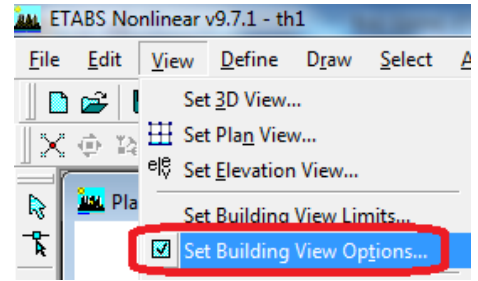 ETABS Nonlinear v9.7.1 - th1
File Edit View Define Draw Select A
Set 3D View...
Set Plan View...
Set Elevation View...
Pla
Set Building View Limits...
Set Building View Options...